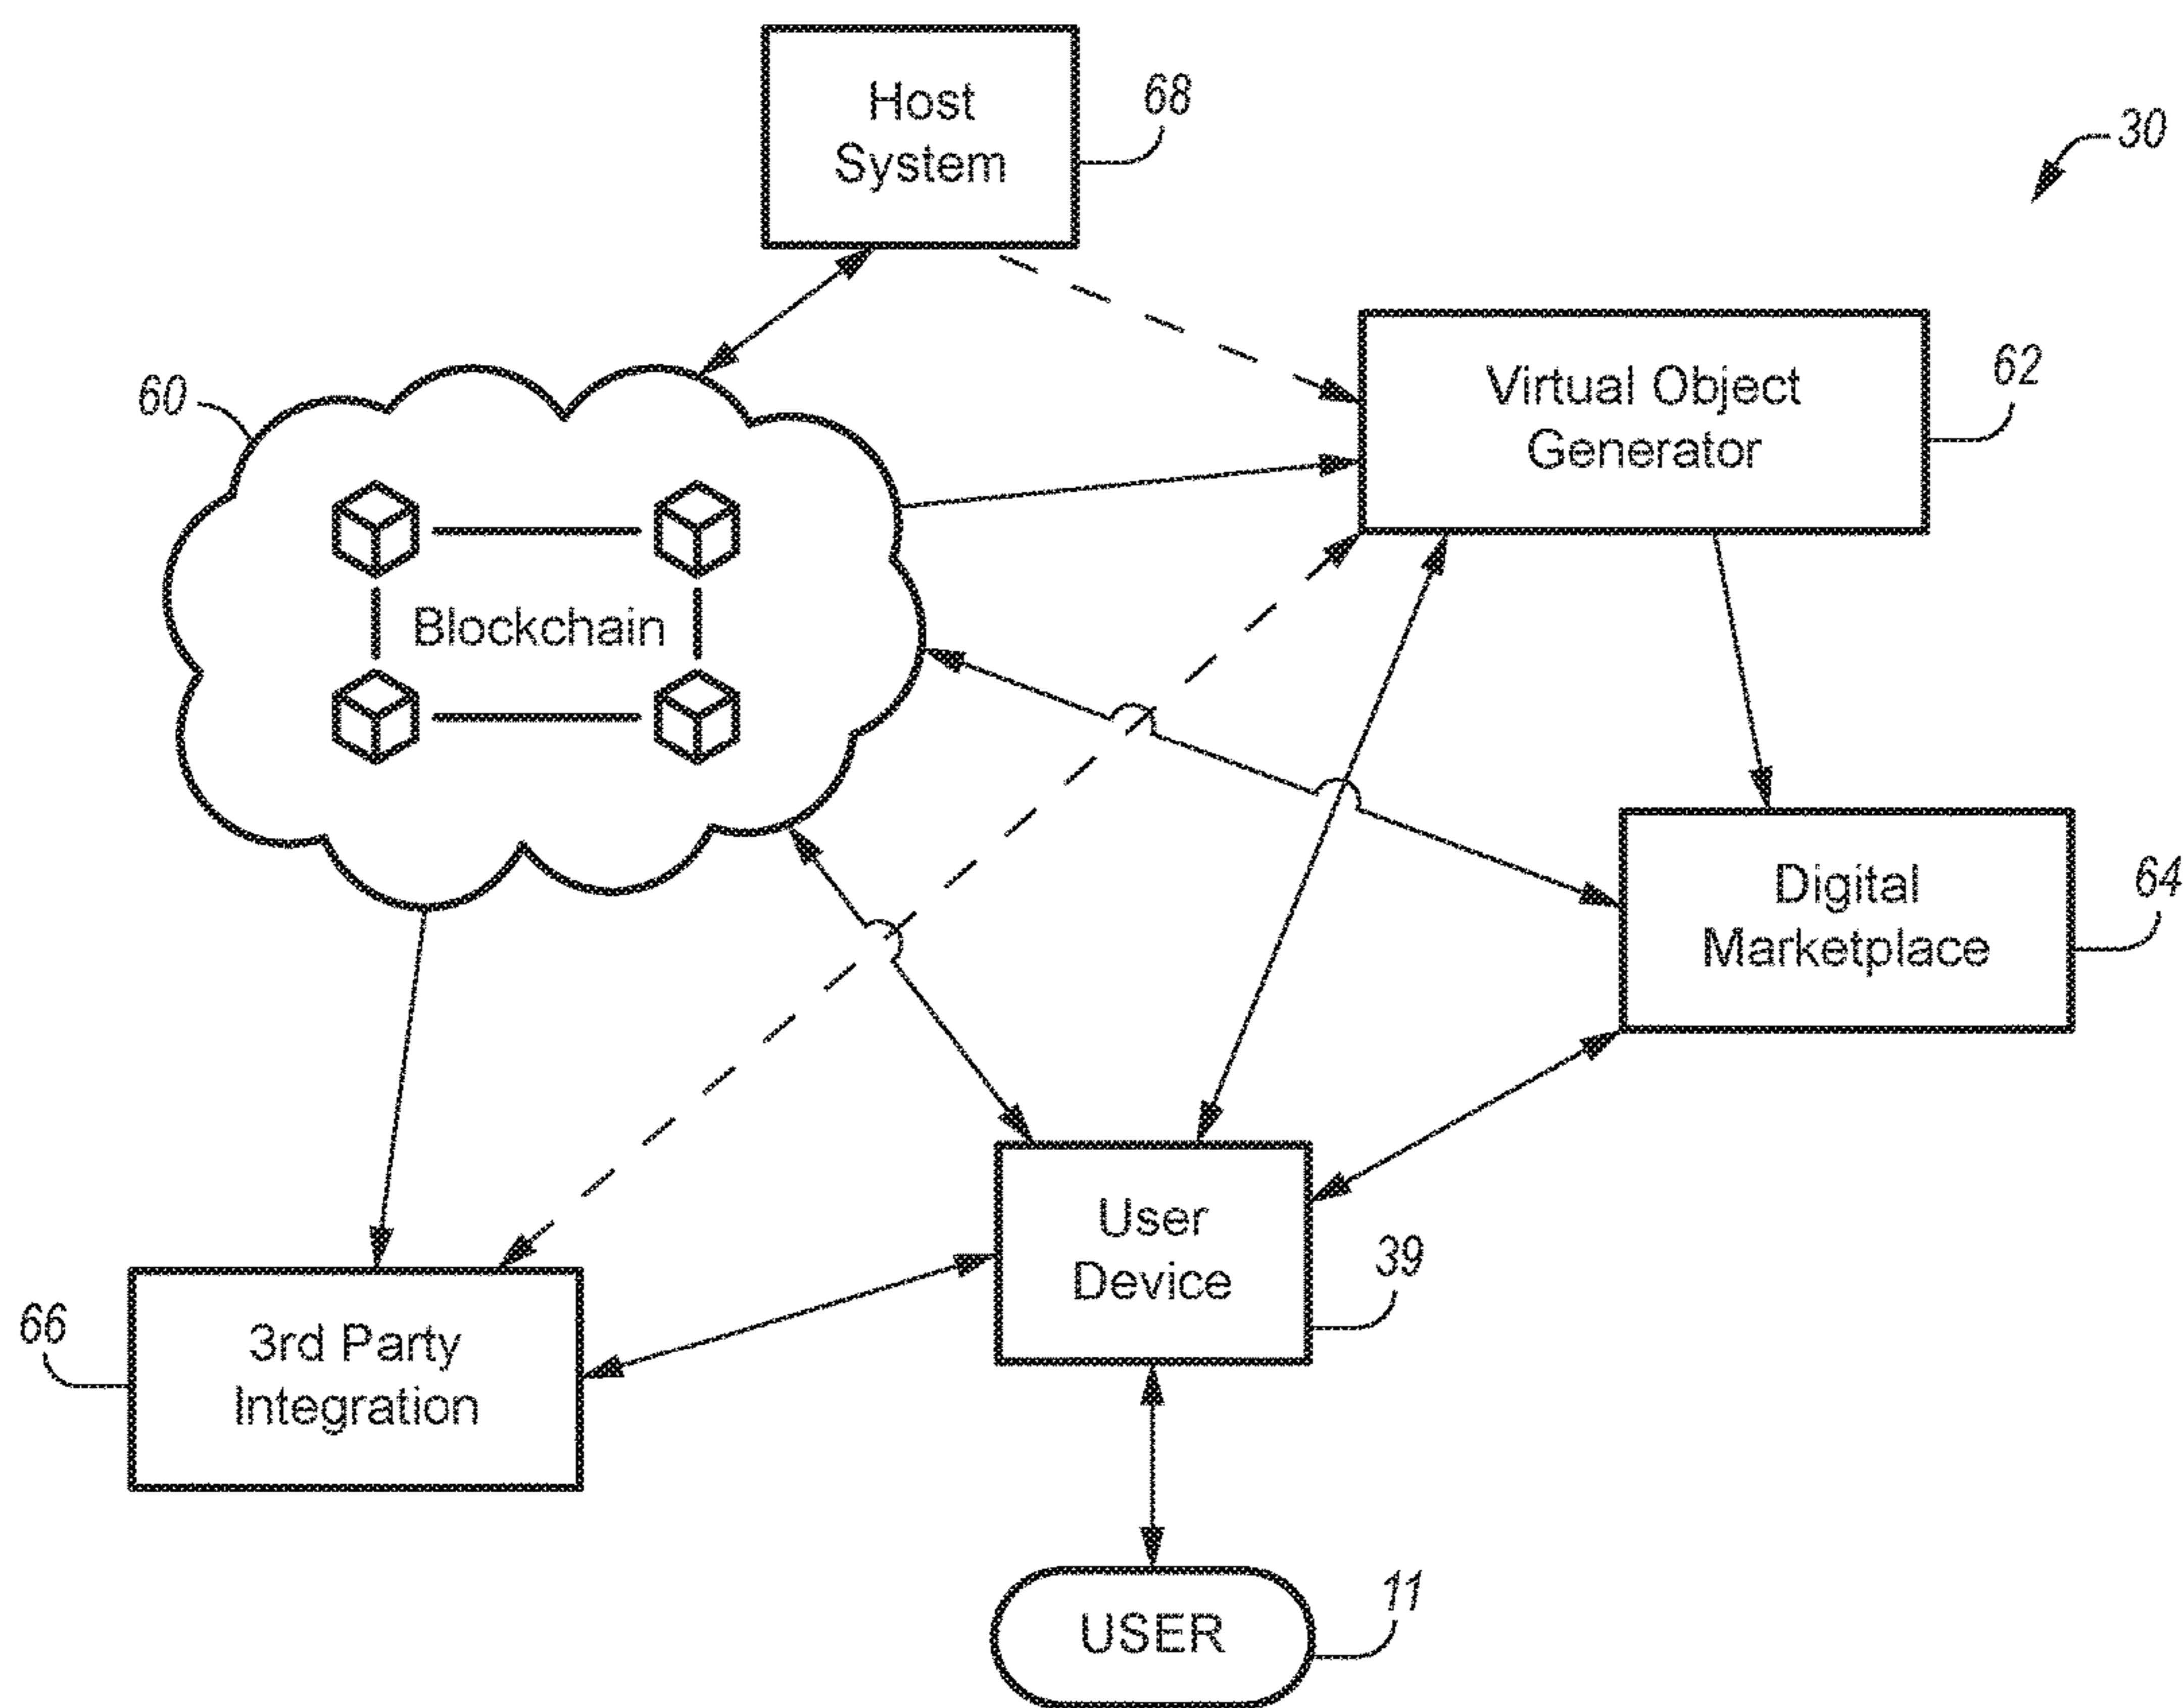 Host
System
68
30
Virtual Object
Generator
62
60
Blockchain
Digital
Marketplace
64
User
Device
39
3rd Party
Integration
66
USER
11